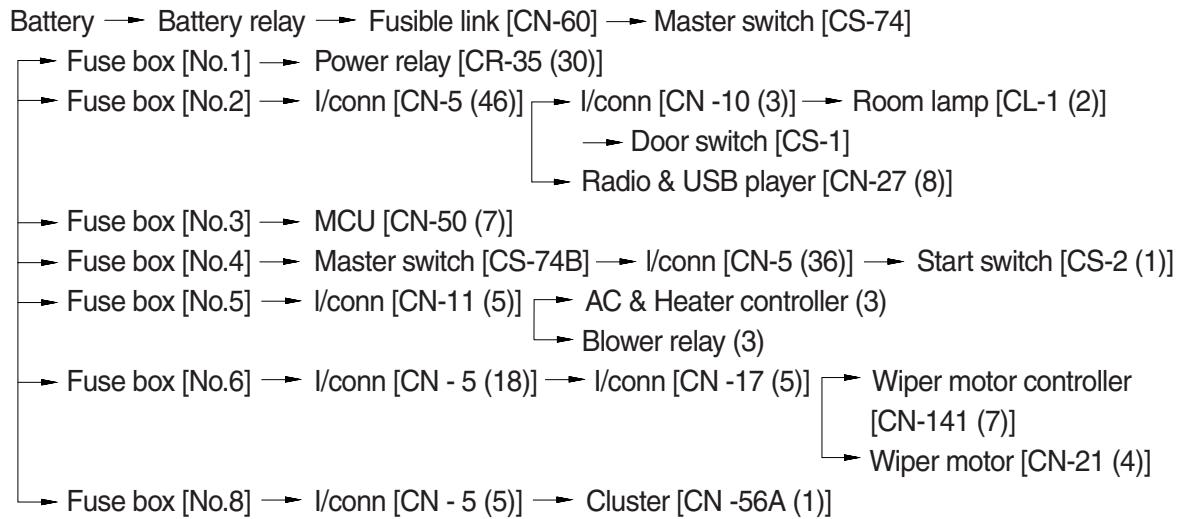 Battery → Battery relay → Fusible link [CN-60] → Master switch [CS-74]
→ Fuse box [No.1] → Power relay [CR-35 (30)]
→ Fuse box [No.2] → I/conn [CN-5 (46)] → I/conn [CN -10 (3)] → Room lamp [CL-1 (2)]
→ Door switch [CS-1]
→ Radio & USB player [CN-27 (8)]
→ Fuse box [No.3] → MCU [CN-50 (7)]
→ Fuse box [No.4] → Master switch [CS-74B] → I/conn [CN-5 (36)] → Start switch [CS-2 (1)]
→ Fuse box [No.5] → I/conn [CN-11 (5)] → AC & Heater controller (3)
→ Blower relay (3)
→ Fuse box [No.6] → I/conn [CN - 5 (18)] → I/conn [CN -17 (5)] → Wiper motor controller
[CN-141 (7)]
→ Wiper motor [CN-21 (4)]
→ Fuse box [No.8] → I/conn [CN - 5 (5)] → Cluster [CN -56A (1)]